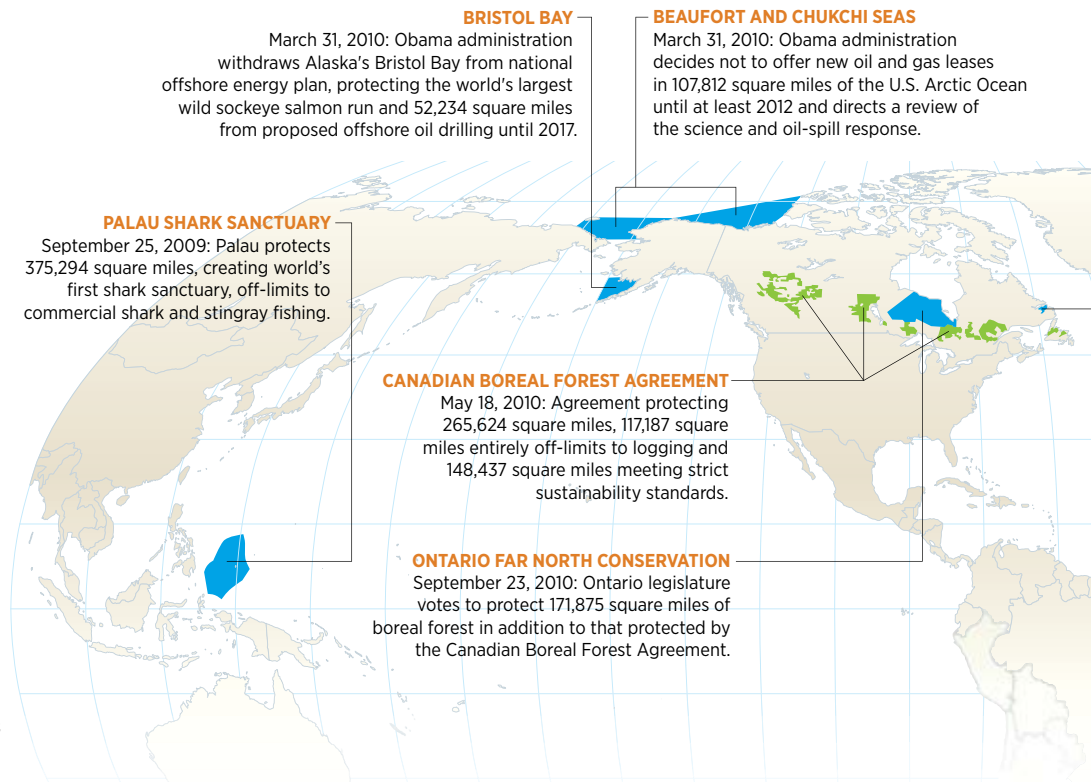 BRISTOL BAY
March 31, 2010: Obama administration
withdraws Alaska's Bristol Bay from national
offshore energy plan, protecting the world's largest
wild sockeye salmon run and 52,234 square miles
from proposed offshore oil drilling until 2017.
BEAUFORT AND CHUKCHI SEAS
March 31, 2010: Obama administration
decides not to offer new oil and gas leases
in 107,812 square miles of the U.S. Arctic Ocean
until at least 2012 and directs a review of
the science and oil-spill response.
PALAU SHARK SANCTUARY
September 25, 2009: Palau protects
375,294 square miles, creating world’s
first shark sanctuary, off-limits to
commercial shark and stingray fishing.
CANADIAN BOREAL FOREST AGREEMENT
May 18, 2010: Agreement protecting
265,624 square miles, 117,187 square
miles entirely off-limits to logging and
148,437 square miles meeting strict
sustainability standards.
ONTARIO FAR NORTH CONSERVATION
September 23, 2010: Ontario legislature
votes to protect 171,875 square miles of
boreal forest in addition to that protected by
the Canadian Boreal Forest Agreement.